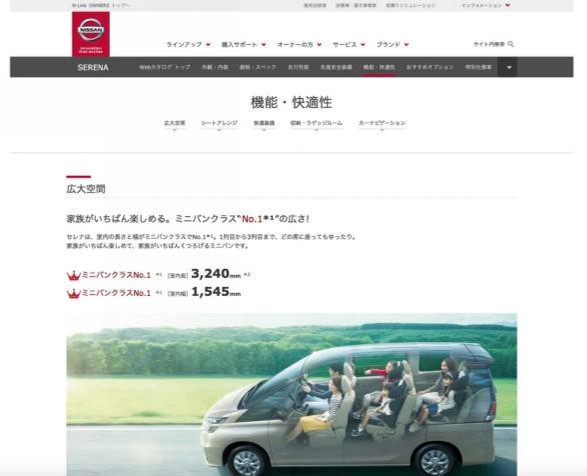 N-Link OWNERS トップへ
販売店検索 試乗車・展示車検索 見積りシミュレーション インフォメーション
NISSAN
ラインアップ 購入サポート オーナーの方 サービス ブランド サイト内検索
SERENA Webカタログ トップ 外観・内装 価格・スペック 走行性能 先進安全装備 機能・快適性 おすすめオプション 特別仕様車
機能・快適性
広大空間 シートアレンジ 快適装備 収納・ラゲッジルーム カーナビゲーション
広大空間
家族がいちばん楽しめる。ミニバンクラス"No.1*¹"の広さ!
セレナは、室内の長さと幅がミニバンクラスでNo.1*¹。1列目から3列目まで、どの席に座ってもゆったり。
家族がいちばん楽しめて、家族がいちばんくつろげるミニバンです。
ミニバンクラスNo.1 *¹ [室内長] 3,240mm *²
ミニバンクラスNo.1 *¹ [室内幅] 1,545mm